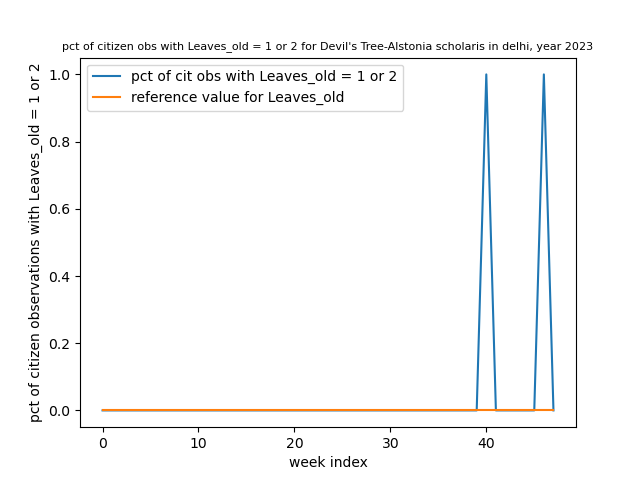 pct of citizen obs with Leaves_old = 1 or 2 for Devil's Tree-Alstonia scholaris in delhi, year 2023
pct of cit obs with Leaves_old = 1 or 2
reference value for Leaves_old
pct of citizen observations with Leaves_old = 1 or 2
1.0
0.8
0.6
0.4
0.2
0.0
0 10 20 30 40
week index